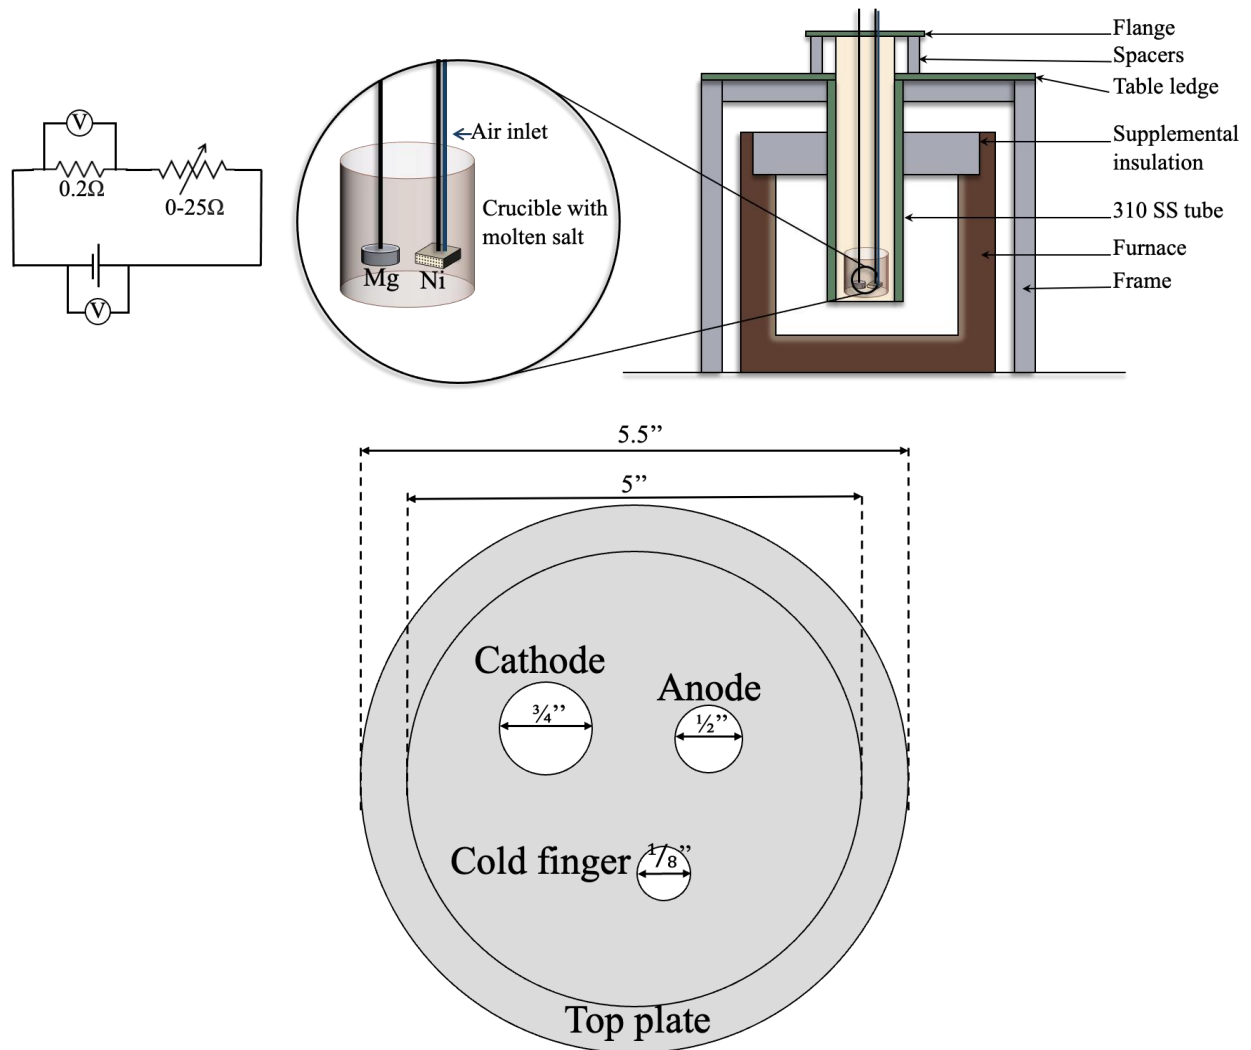 V
0.2Ω
0-25Ω
V
Air inlet
Crucible with
molten salt
Mg
Ni
Flange
Spacers
Table ledge
Supplemental
insulation
310 SS tube
Furnace
Frame
5.5”
5”
Cathode
¾”
Anode
½”
Cold finger
1/8”
Top plate